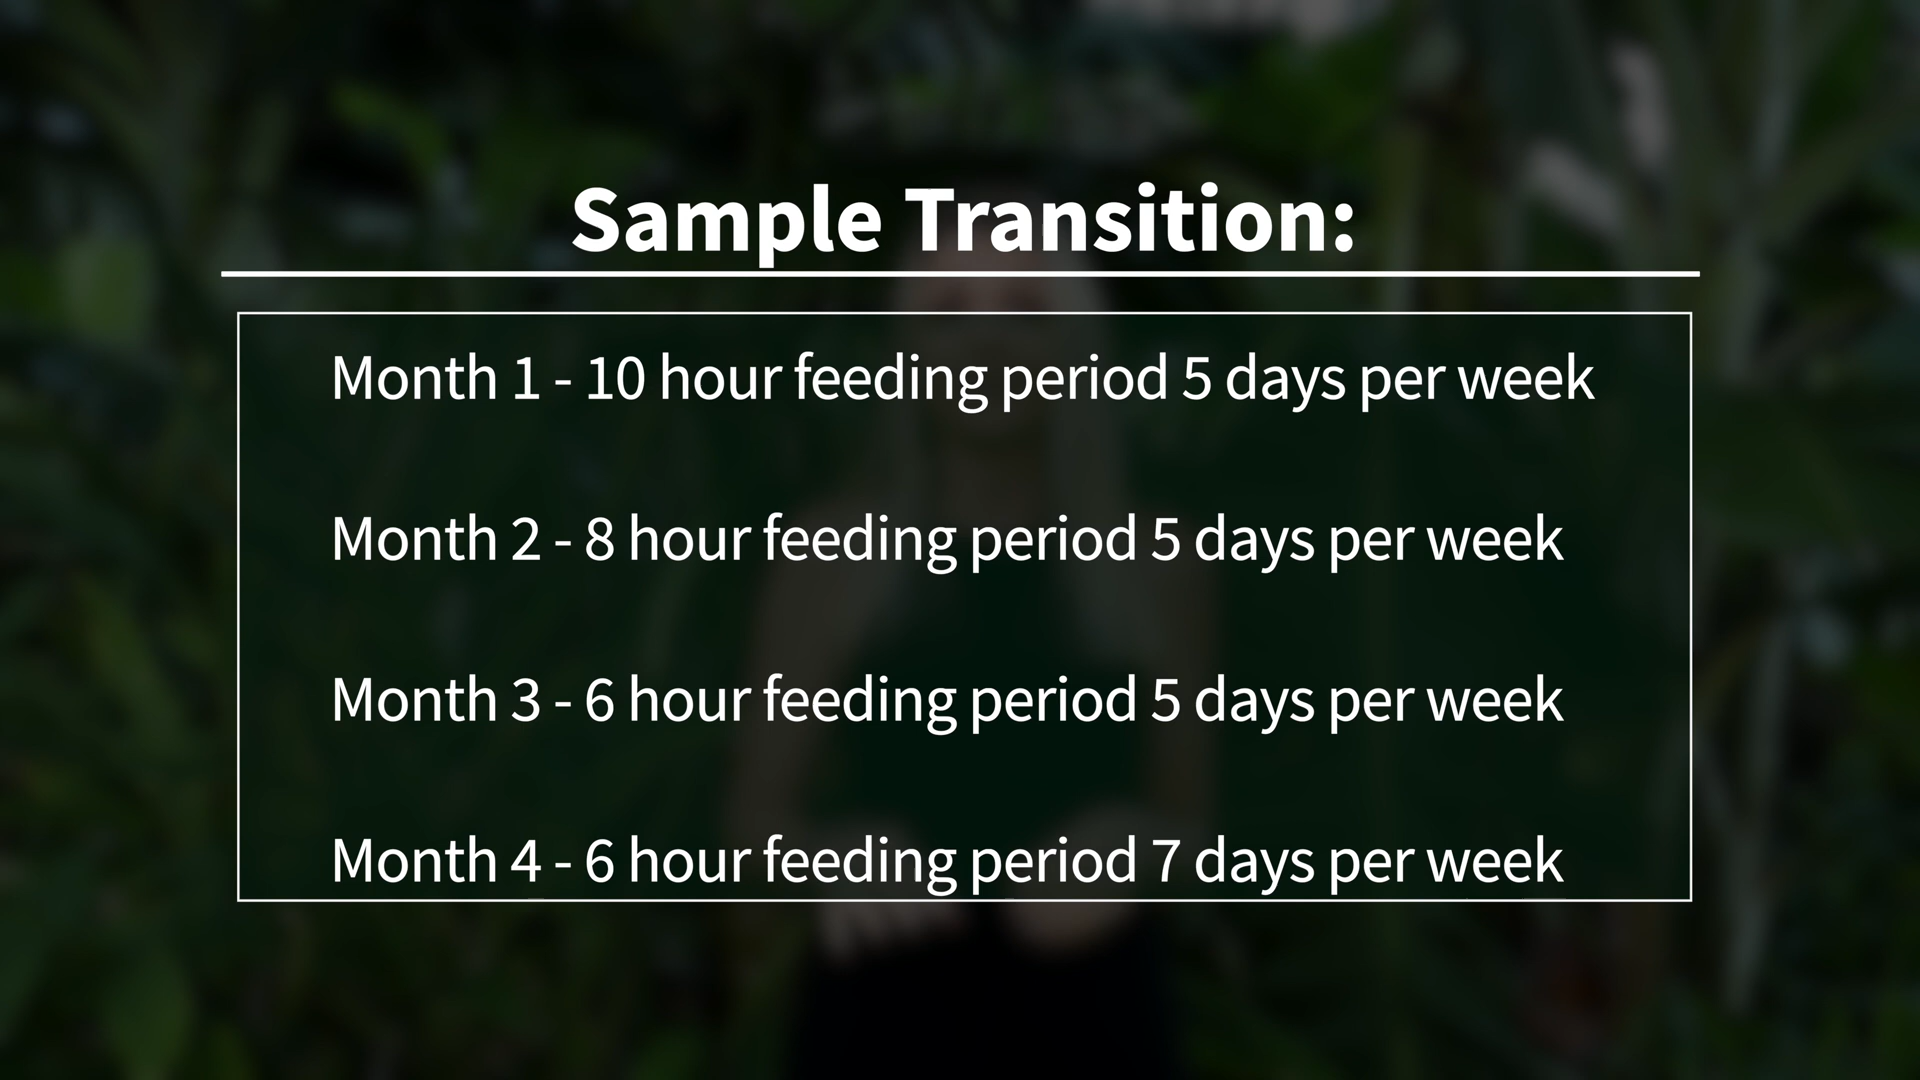 Sample Transition:
Month 1 - 10 hour feeding period 5 days per week
Month 2 - 8 hour feeding period 5 days per week
Month 3 - 6 hour feeding period 5 days per week
Month 4 - 6 hour feeding period 7 days per week